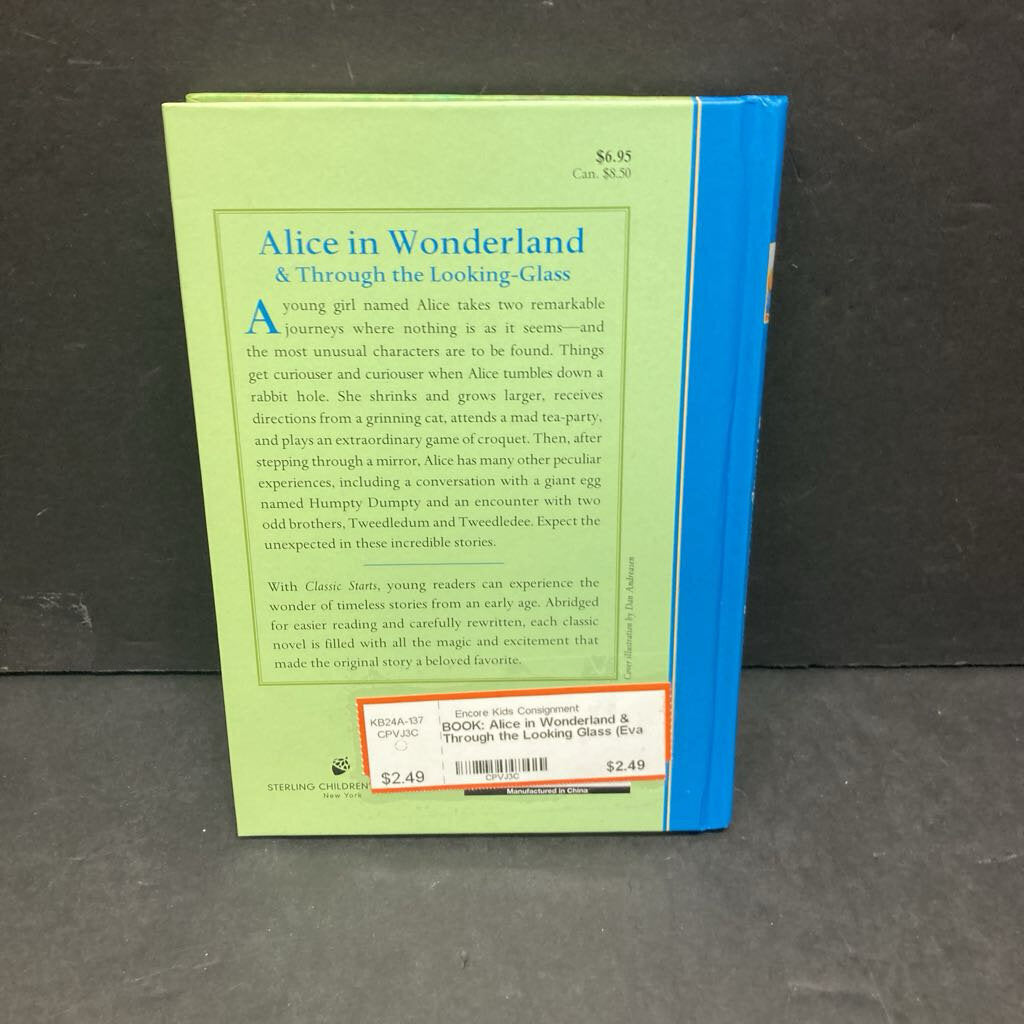 $6.95
Can. $8.50
Alice in Wonderland
& Through the Looking-Glass
A young girl named Alice takes two remarkable
journeys where nothing is as it seems—and
the most unusual characters are to be found. Things
get curiouser and curiouser when Alice tumbles down a
rabbit hole. She shrinks and grows larger, receives
directions from a grinning cat, attends a mad tea-party,
and plays an extraordinary game of croquet. Then, after
stepping through a mirror, Alice has many other peculiar
experiences, including a conversation with a giant egg
named Humpty Dumpty and an encounter with two
odd brothers, Tweedledum and Tweedledee. Expect the
unexpected in these incredible stories.
With Classic Starts, young readers can experience the
wonder of timeless stories from an early age. Abridged
for easier reading and carefully rewritten, each classic
novel is filled with all the magic and excitement that
made the original story a beloved favorite.
Cover illustration by Dan Andreasen
KB24A-137
CPVJ3C
$2.49
Encore Kids Consignment
BOOK: Alice in Wonderland &
Through the Looking Glass (Eva
CPVJ3C
$2.49
STERLING CHILDREN'
New York
Manufactured in China